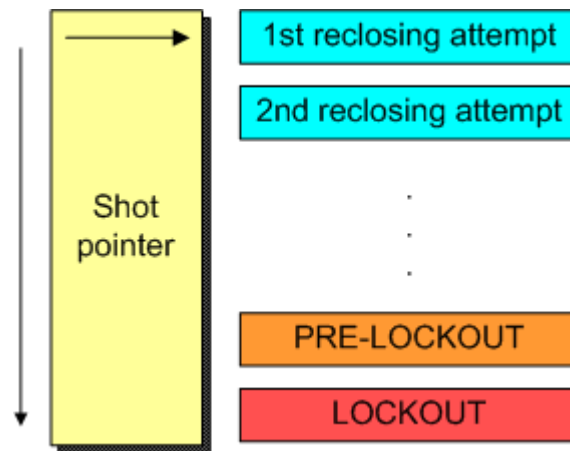 1st reclosing attempt
2nd reclosing attempt
Shot
pointer
.
.
.
PRE-LOCKOUT
LOCKOUT